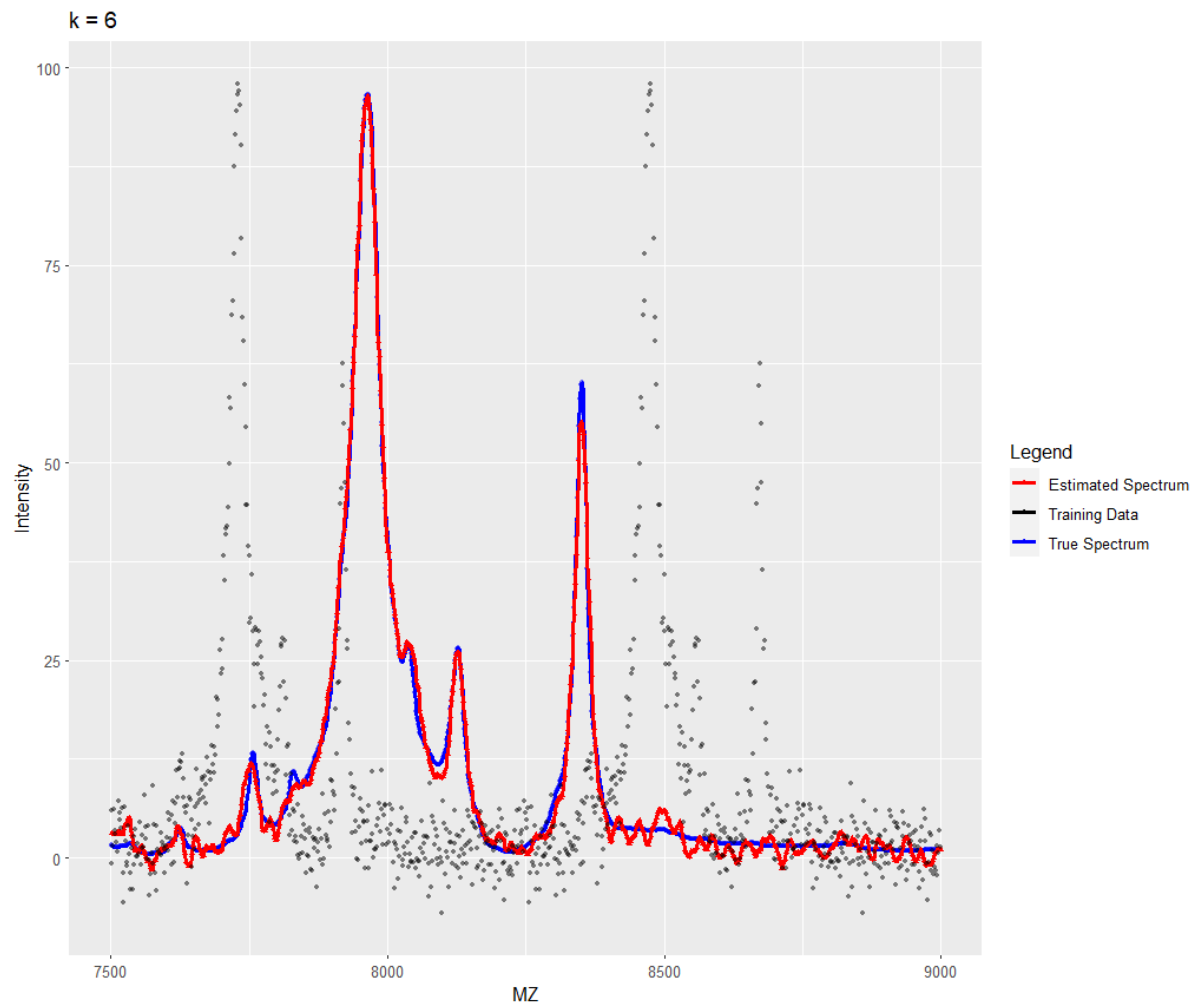 k = 6
100
75
50
25
0
Intensity
7500
8000
8500
9000
MZ
Legend
Estimated Spectrum
Training Data
True Spectrum